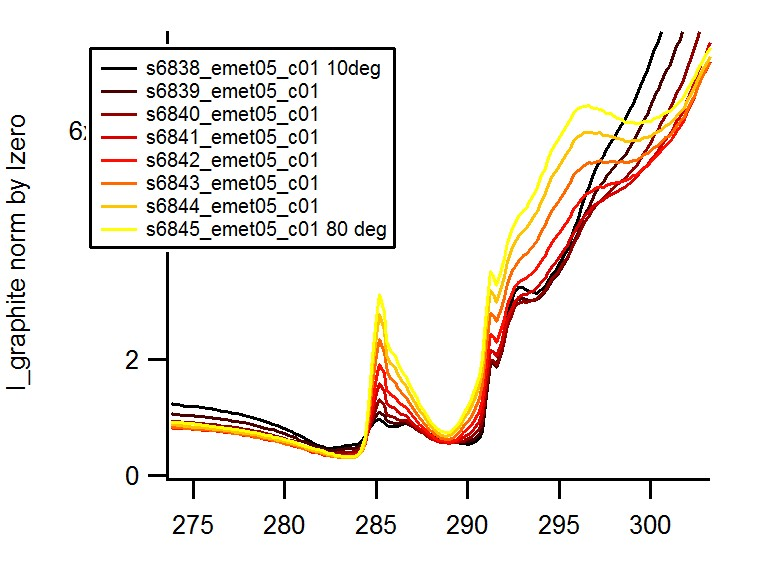 s6838_emet05_c01 10deg
s6839_emet05_c01
s6840_emet05_c01
s6841_emet05_c01
s6842_emet05_c01
s6843_emet05_c01
s6844_emet05_c01
s6845_emet05_c01 80 deg
I_graphite norm by Izero
6
2
0
275 280 285 290 295 300